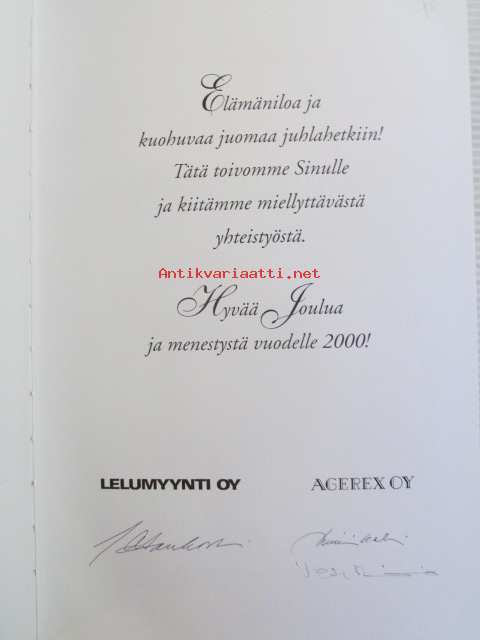 Elämäniloa ja
kuohuvaa juomaa juhlahetkiin!
Tätä toivomme Sinulle
ja kiitämme miellyttävästä
yhteistyöstä.
Antikvariaatti.net
Hyvää Joulua
ja menestystä vuodelle 2000!
LELUMYYNTI OY AGEREX OY